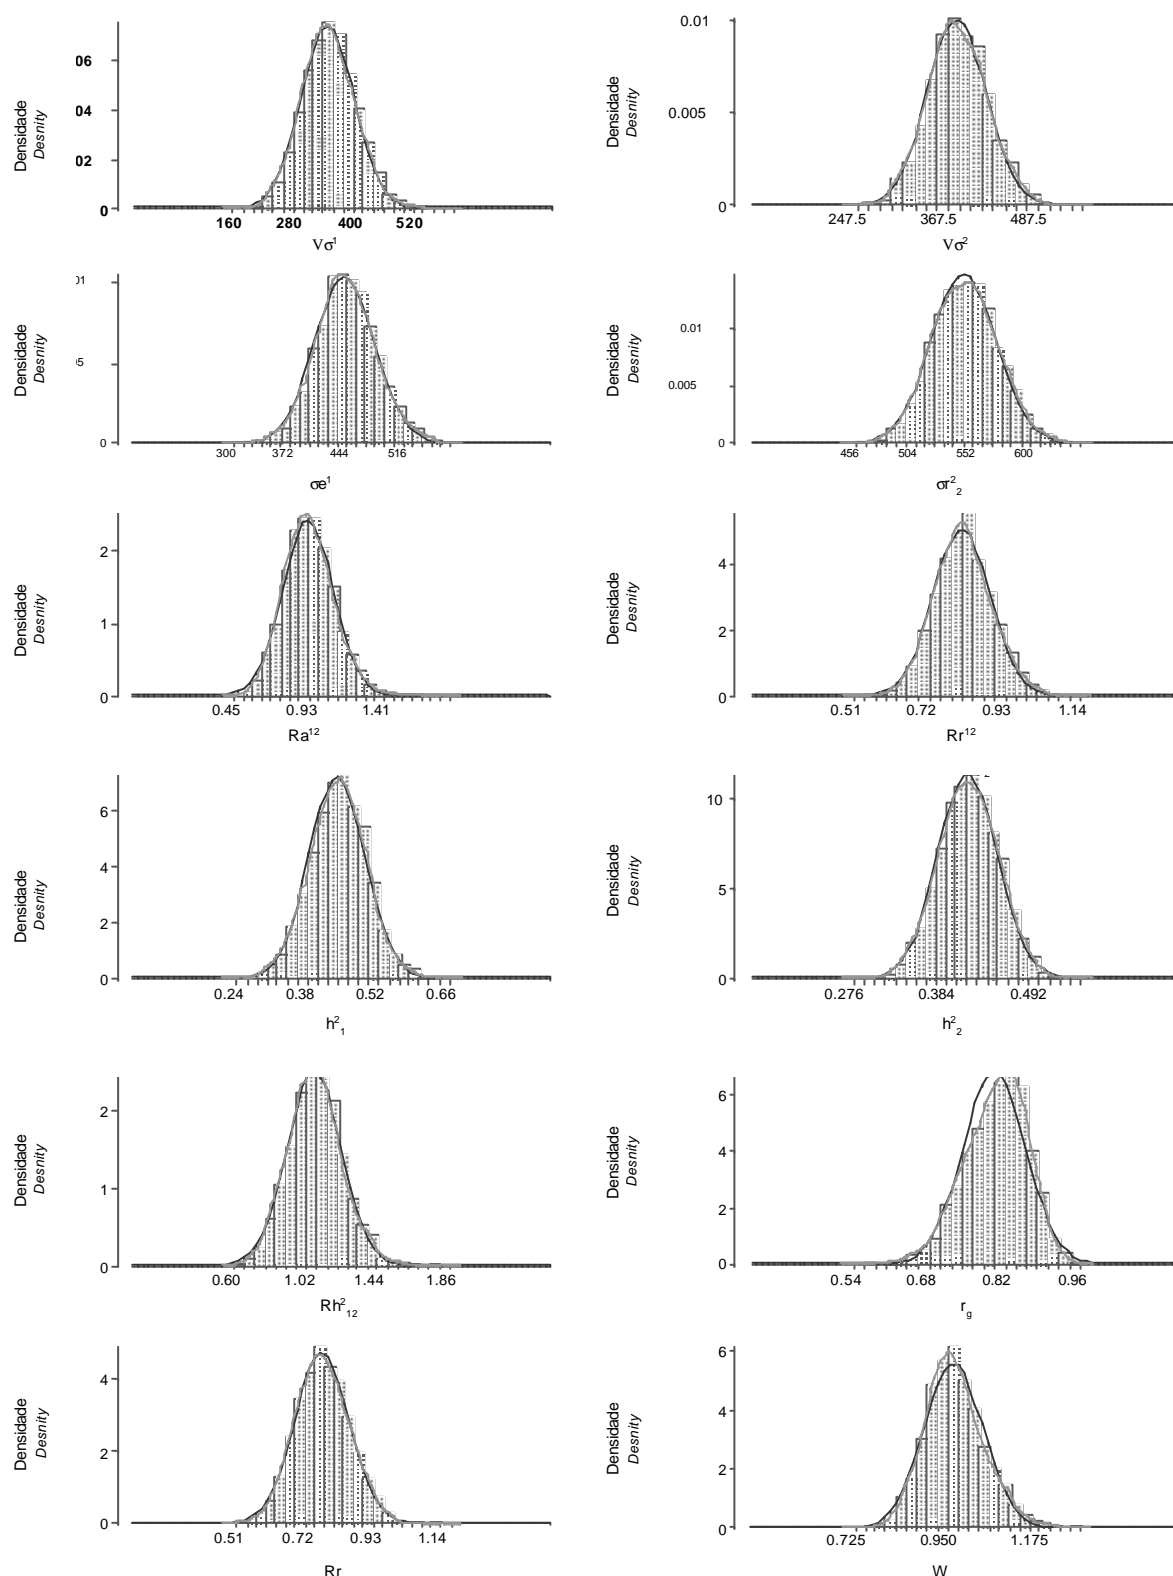 Densidade
Desnity
06
04
02
0
160 280 400 520
Vσ¹
Densidade
Desnity
0.01
0.005
0
247.5 367.5 487.5
Vσ²
Densidade
Desnity
01
0
300 372 444 516
σe¹
Densidade
Desnity
0.01
0.005
0
456 504 552 600
σr²₂
Densidade
Desnity
2
1
0
0.45 0.93 1.41
Ra¹²
Densidade
Desnity
4
2
0
0.51 0.72 0.93 1.14
Rr¹²
Densidade
Desnity
6
4
2
0
0.24 0.38 0.52 0.66
h²₁
Densidade
Desnity
10
5
0
0.276 0.384 0.492
h²₂
Densidade
Desnity
2
1
0
0.60 1.02 1.44 1.86
Rh²₁₂
Densidade
Desnity
6
4
2
0
0.54 0.68 0.82 0.96
r_g
Densidade
Desnity
4
2
0
0.51 0.72 0.93 1.14
Rr
Densidade
Desnity
6
4
2
0
0.725 0.950 1.175
W